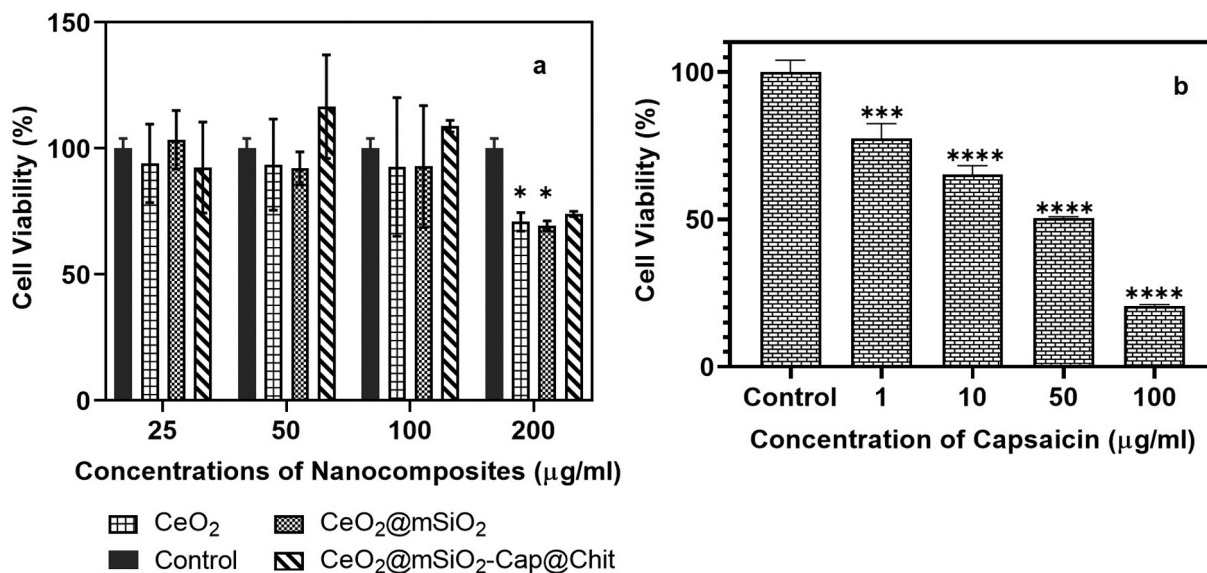 a
Cell Viability (%)
150
100
50
0
* *
25 50 100 200
Concentrations of Nanocomposites (μg/ml)
CeO₂ CeO₂@mSiO₂
Control CeO₂@mSiO₂-Cap@Chit
b
Cell Viability (%)
100
50
0
***
****
****
****
Control 1 10 50 100
Concentration of Capsaicin (μg/ml)